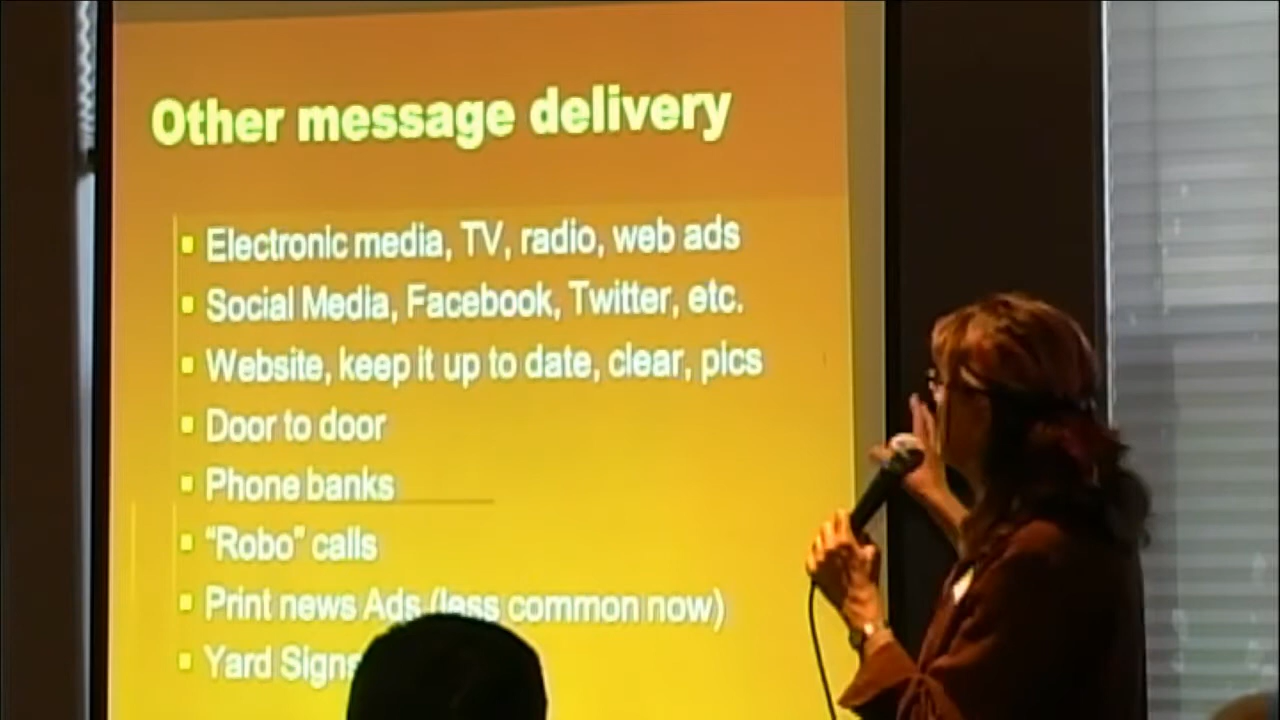 Other message delivery
Electronic media, TV, radio, web ads
Social Media, Facebook, Twitter, etc.
Website, keep it up to date, clear, pics
Door to door
Phone banks
“Robo” calls
Print news Ads (less common now)
Yard Signs